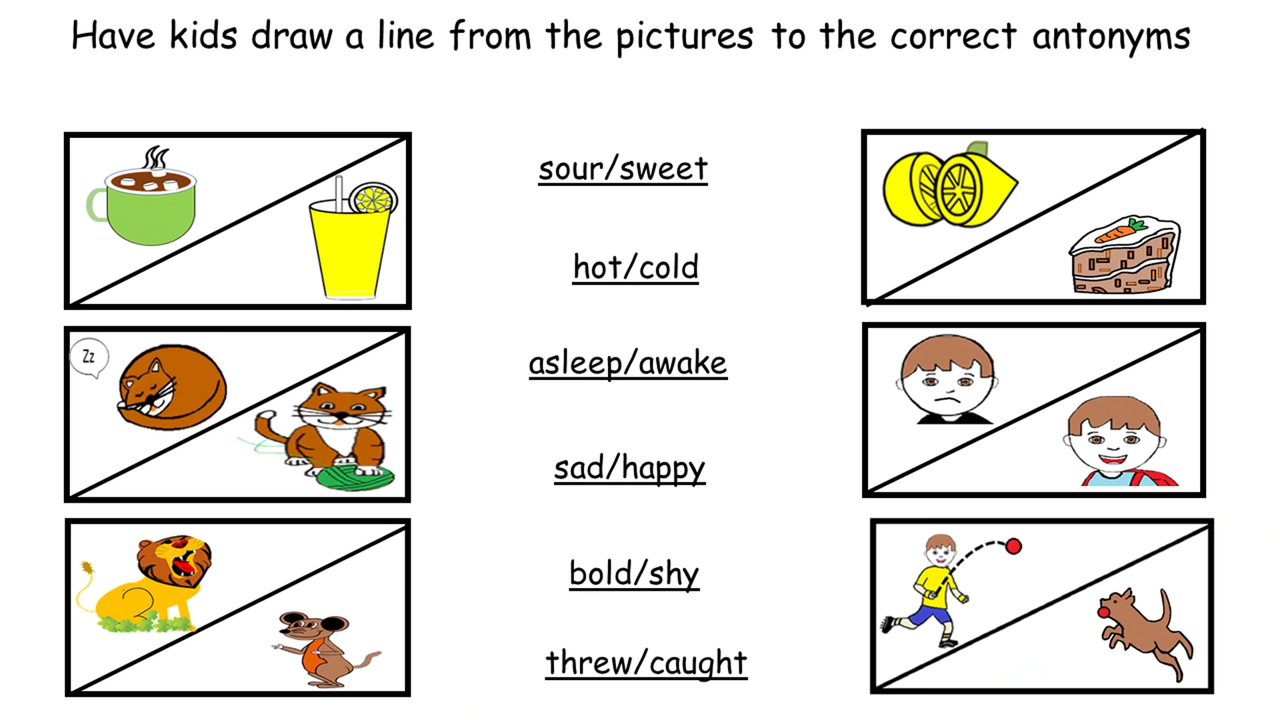 Have kids draw a line from the pictures to the correct antonyms
sour/sweet
hot/cold
Zz
asleep/awake
sad/happy
bold/shy
threw/caught